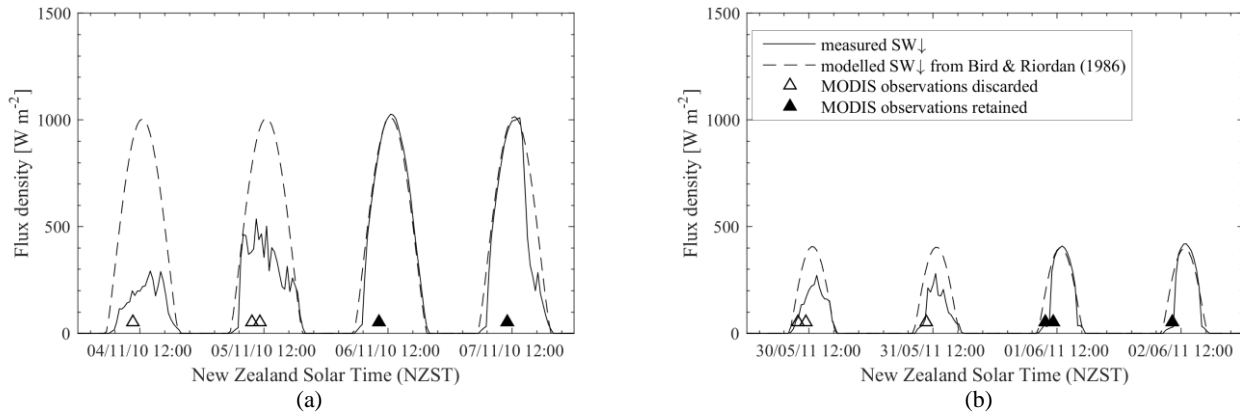 1500
1000
500
0
Flux density [W m⁻²]
04/11/10 12:00
05/11/10 12:00
06/11/10 12:00
07/11/10 12:00
New Zealand Solar Time (NZST)
(a)
1500
1000
500
0
Flux density [W m⁻²]
measured SW↓
modelled SW↓ from Bird & Riordan (1986)
MODIS observations discarded
MODIS observations retained
30/05/11 12:00
31/05/11 12:00
01/06/11 12:00
02/06/11 12:00
New Zealand Solar Time (NZST)
(b)